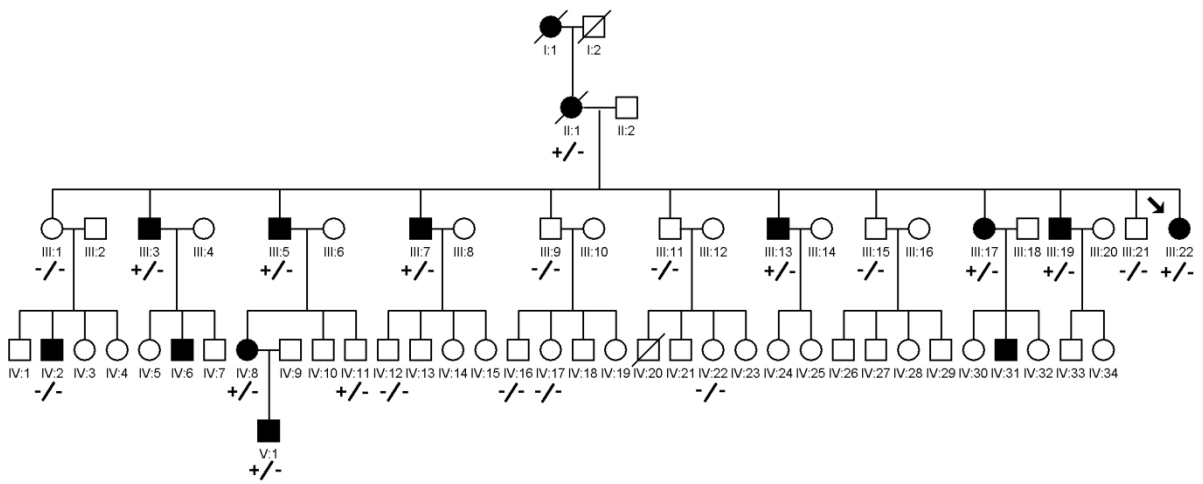 I:1 I:2
II:1 II:2
+/-
III:1 III:2 III:3 III:4 III:5 III:6 III:7 III:8 III:9 III:10 III:11 III:12 III:13 III:14 III:15 III:16 III:17 III:18 III:19 III:20 III:21 III:22
-/- +/- +/- +/- -/- -/- +/- -/- +/- +/- -/- +/-
IV:1 IV:2 IV:3 IV:4 IV:5 IV:6 IV:7 IV:8 IV:9 IV:10 IV:11 IV:12 IV:13 IV:14 IV:15 IV:16 IV:17 IV:18 IV:19 IV:20 IV:21 IV:22 IV:23 IV:24 IV:25 IV:26 IV:27 IV:28 IV:29 IV:30 IV:31 IV:32 IV:33 IV:34
-/- +/- +/- -/- -/- -/- -/-
V:1
+/-